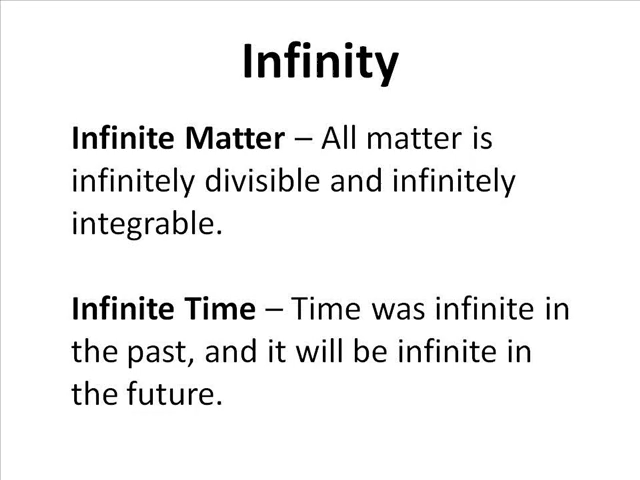 Infinity
Infinite Matter – All matter is
infinitely divisible and infinitely
integrable.
Infinite Time – Time was infinite in
the past, and it will be infinite in
the future.